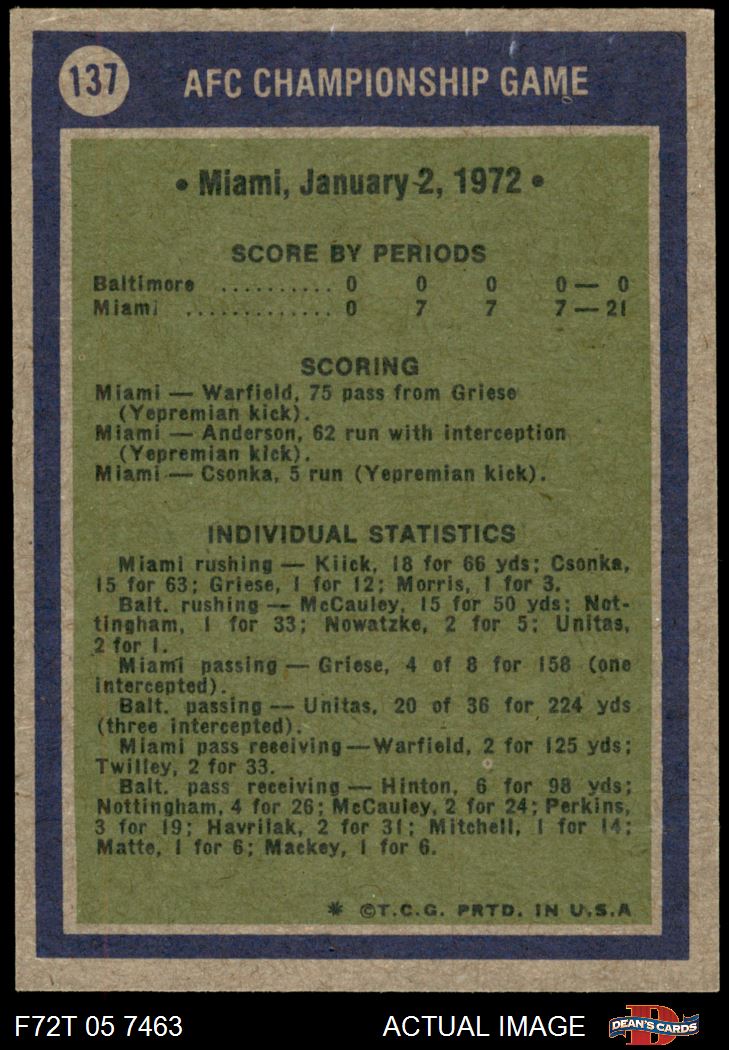 137
AFC CHAMPIONSHIP GAME
• Miami, January 2, 1972 •
SCORE BY PERIODS
Baltimore .......... 0 0 0 0 — 0
Miami ............. 0 7 7 7 — 21
SCORING
Miami — Warfield, 75 pass from Griese
(Yepremian kick).
Miami — Anderson, 62 run with interception
(Yepremian kick).
Miami — Csonka, 5 run (Yepremian kick).
INDIVIDUAL STATISTICS
Miami rushing — Kiick, 18 for 66 yds; Csonka,
15 for 63; Griese, 1 for 12; Morris, 1 for 3.
Balt. rushing — McCauley, 15 for 50 yds; Not-
tingham, 1 for 33; Nowatzke, 2 for 5; Unitas,
2 for 1.
Miami passing — Griese, 4 of 8 for 158 (one
intercepted).
Balt. passing — Unitas, 20 of 36 for 224 yds
(three intercepted).
Miami pass receiving — Warfield, 2 for 125 yds;
Twilley, 2 for 33.
Balt. pass receiving — Hinton, 6 for 98 yds;
Nottingham, 4 for 26; McCauley, 2 for 24; Perkins,
3 for 19; Havrilak, 2 for 31; Mitchell, 1 for 14;
Matte, 1 for 6; Mackey, 1 for 6.
* ©T.C.G. PRTD. IN U.S.A
F72T 05 7463 ACTUAL IMAGE
D
DEAN'S CARDS